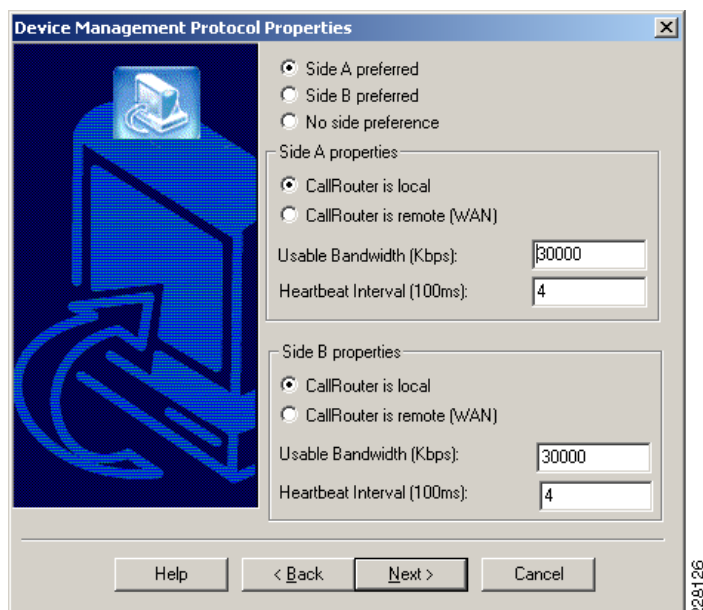 Device Management Protocol Properties
Side A preferred
Side B preferred
No side preference
Side A properties
CallRouter is local
CallRouter is remote (WAN)
Usable Bandwidth (Kbps): 30000
Heartbeat Interval (100ms): 4
Side B properties
CallRouter is local
CallRouter is remote (WAN)
Usable Bandwidth (Kbps): 30000
Heartbeat Interval (100ms): 4
Help < Back Next > Cancel